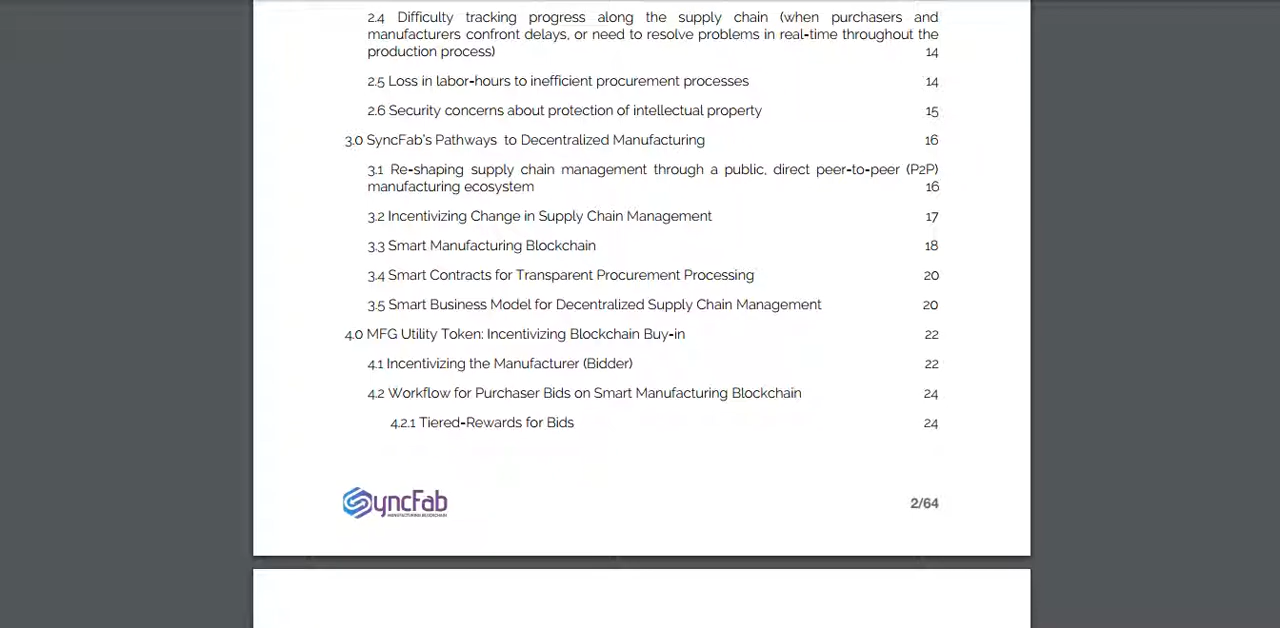 2.4 Difficulty tracking progress along the supply chain (when purchasers and
manufacturers confront delays, or need to resolve problems in real-time throughout the
production process) 14
2.5 Loss in labor-hours to inefficient procurement processes 14
2.6 Security concerns about protection of intellectual property 15
3.0 SyncFab's Pathways to Decentralized Manufacturing 16
3.1 Re-shaping supply chain management through a public, direct peer-to-peer (P2P)
manufacturing ecosystem 16
3.2 Incentivizing Change in Supply Chain Management 17
3.3 Smart Manufacturing Blockchain 18
3.4 Smart Contracts for Transparent Procurement Processing 20
3.5 Smart Business Model for Decentralized Supply Chain Management 20
4.0 MFG Utility Token: Incentivizing Blockchain Buy-in 22
4.1 Incentivizing the Manufacturer (Bidder) 22
4.2 Workflow for Purchaser Bids on Smart Manufacturing Blockchain 24
4.2.1 Tiered-Rewards for Bids 24
SyncFab
MANUFACTURING BLOCKCHAIN
2/64